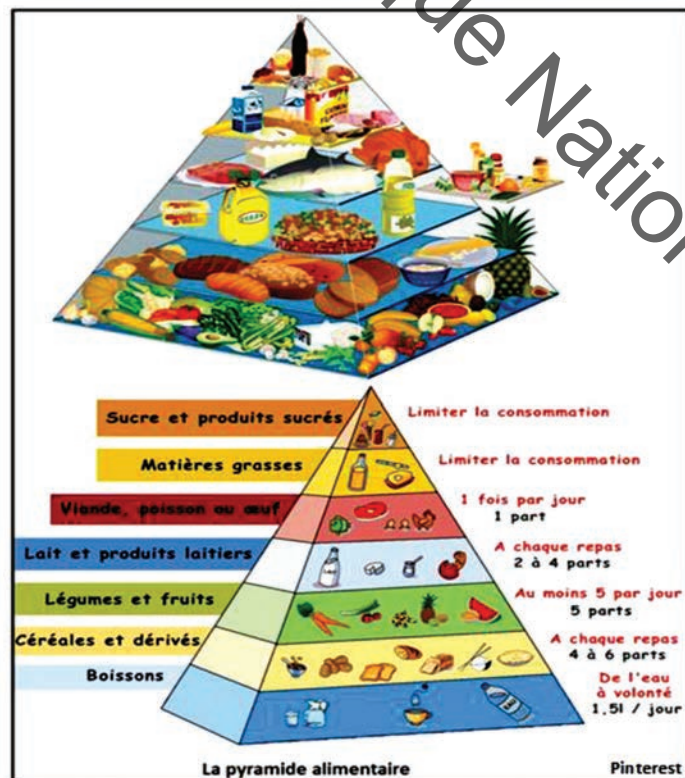 que Nation
Sucre et produits sucrés
Limiter la consommation
Matières grasses
Limiter la consommation
Viande, poisson ou œuf
1 fois par jour
1 part
Lait et produits laitiers
A chaque repas
2 à 4 parts
Légumes et fruits
Au moins 5 par jour
5 parts
Céréales et dérivés
A chaque repas
4 à 6 parts
Boissons
De l'eau
à volonté
1,5l / jour
La pyramide alimentaire
Pinterest